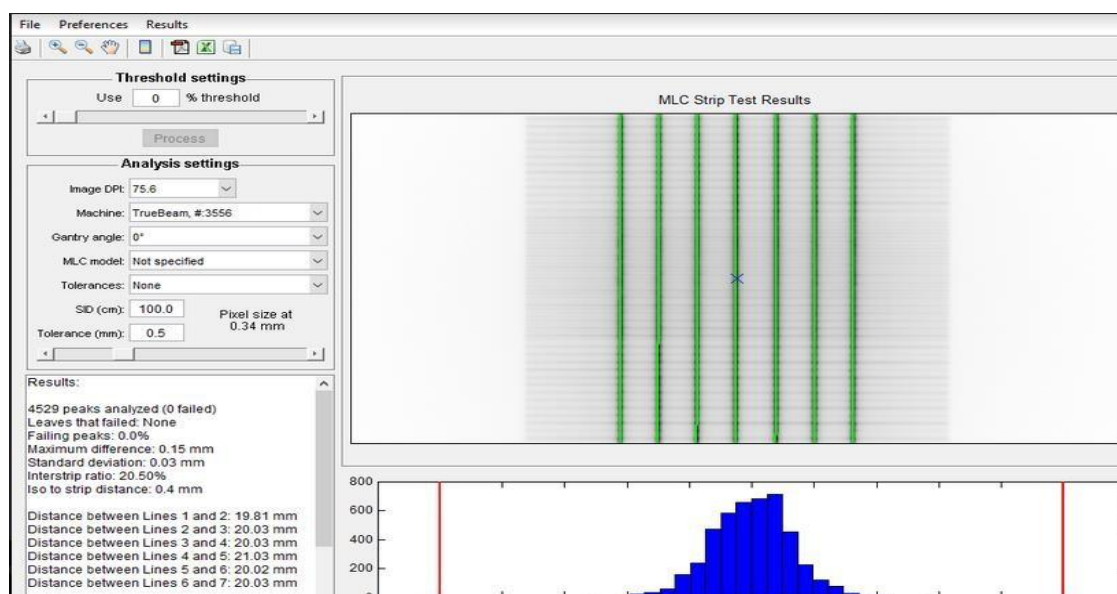 File Preferences Results
Threshold settings
Use 0 % threshold
Process
Analysis settings
Image DPI: 75.6
Machine: TrueBeam, #:3556
Gantry angle: 0°
MLC model: Not specified
Tolerances: None
SID (cm): 100.0
Pixel size at
0.34 mm
Tolerance (mm): 0.5
Results:
4529 peaks analyzed (0 failed)
Leaves that failed: None
Failing peaks: 0.0%
Maximum difference: 0.15 mm
Standard deviation: 0.03 mm
Interstrip ratio: 20.50%
Iso to strip distance: 0.4 mm
Distance between Lines 1 and 2: 19.81 mm
Distance between Lines 2 and 3: 20.03 mm
Distance between Lines 3 and 4: 20.03 mm
Distance between Lines 4 and 5: 21.03 mm
Distance between Lines 5 and 6: 20.02 mm
Distance between Lines 6 and 7: 20.03 mm
MLC Strip Test Results
800
600
400
200